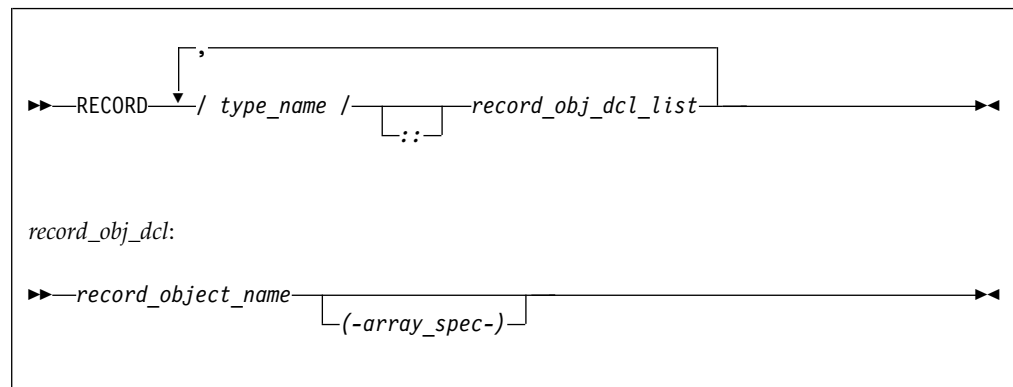 ,
RECORD / type_name / record_obj_dcl_list
::
record_obj_dcl:
record_object_name
(-array_spec-)